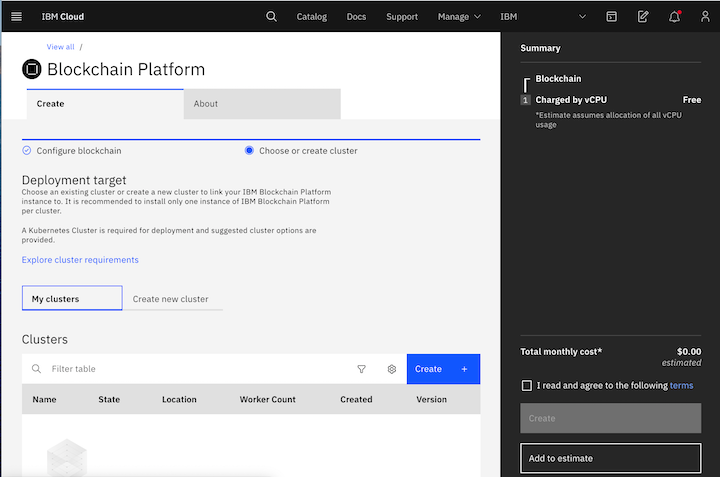 IBM Cloud
Catalog
Docs
Support
Manage
IBM
View all /
Blockchain Platform
Create
About
Configure blockchain
Choose or create cluster
Deployment target
Choose an existing cluster or create a new cluster to link your IBM Blockchain Platform
instance to. It is recommended to install only one instance of IBM Blockchain Platform
per cluster.
A Kubernetes Cluster is required for deployment and suggested cluster options are
provided.
Explore cluster requirements
My clusters
Create new cluster
Clusters
Filter table
Create +
Name State Location Worker Count Created Version
Summary
Blockchain
1 Charged by vCPU Free
*Estimate assumes allocation of all vCPU
usage
Total monthly cost* $0.00
estimated
I read and agree to the following terms
Create
Add to estimate